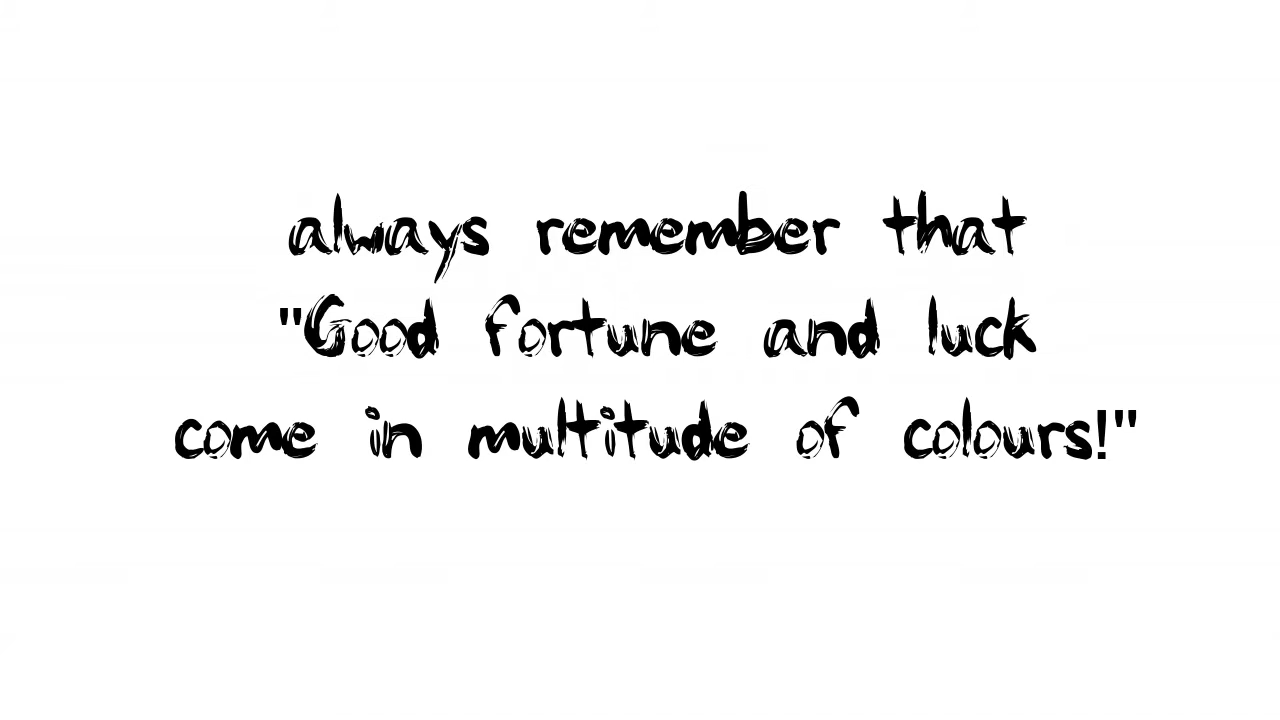 always remember that
"Good fortune and luck
come in multitude of colours!"